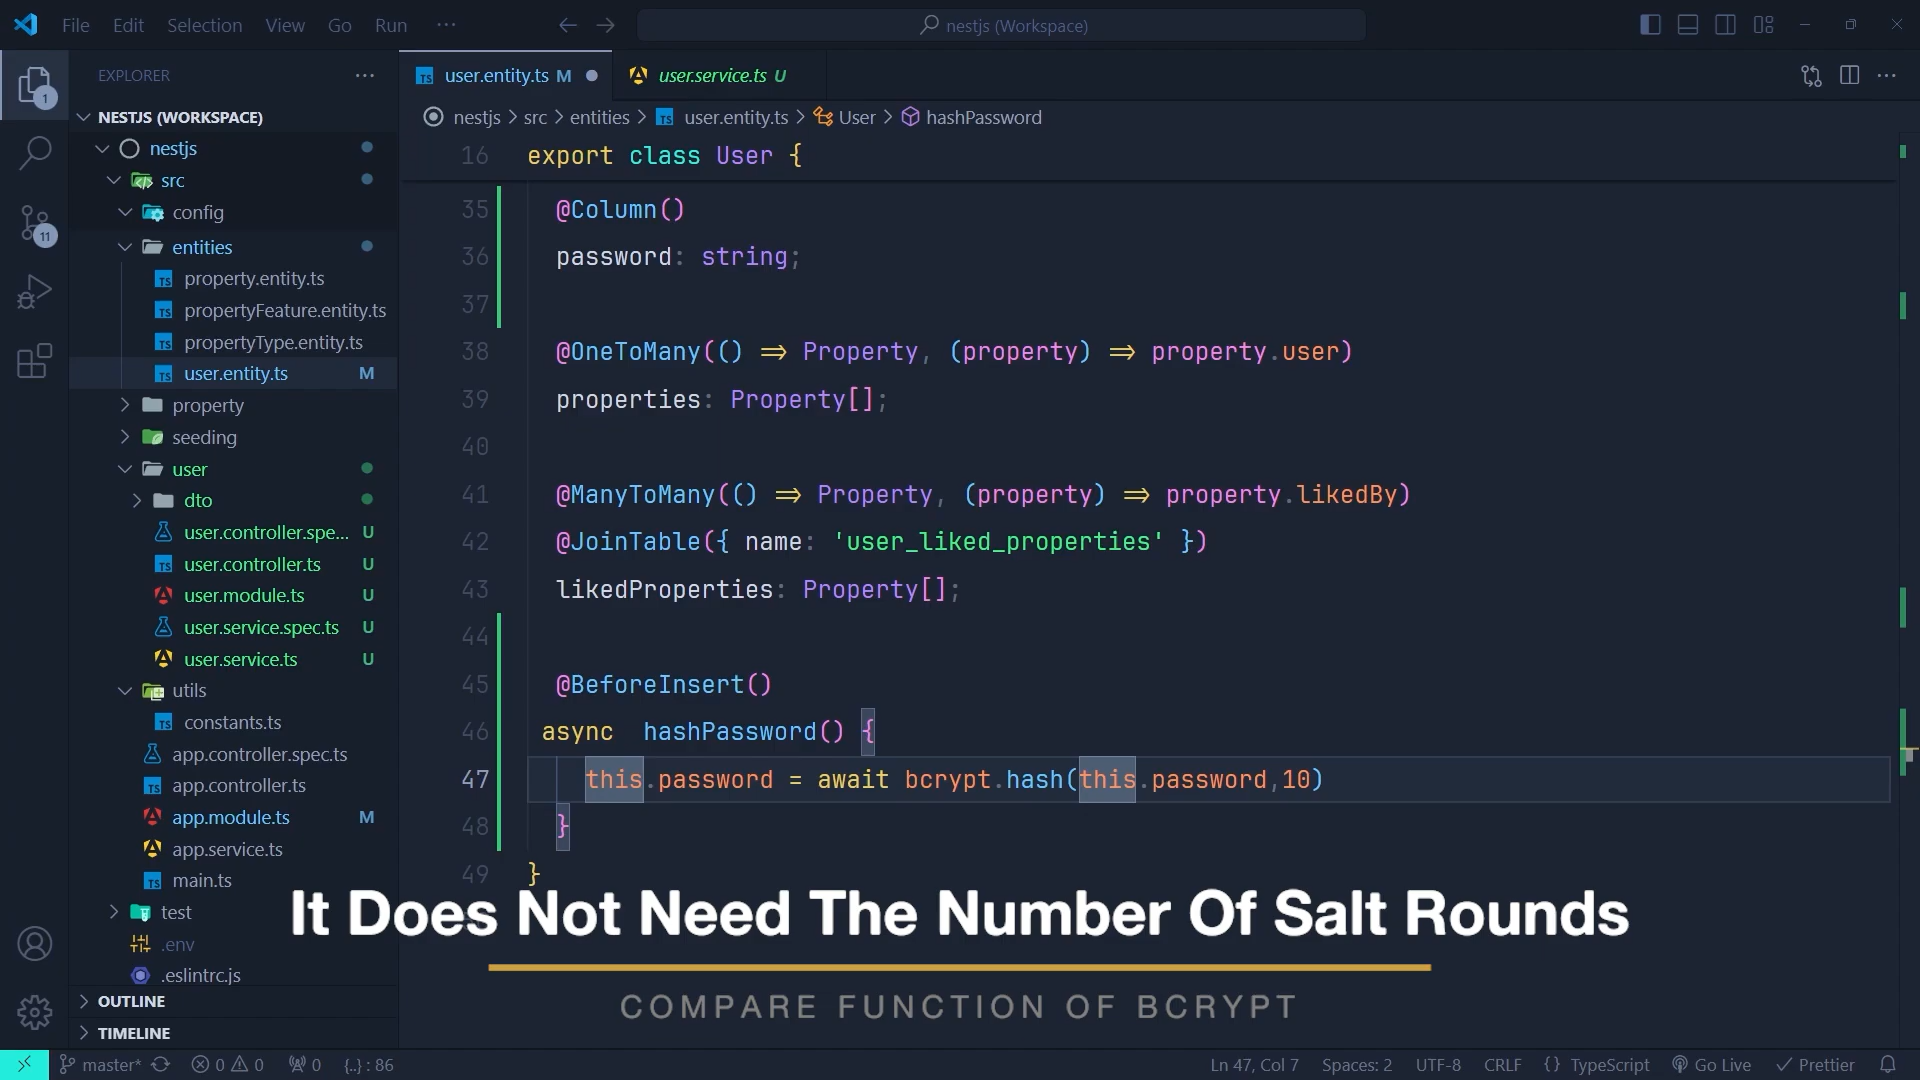 File Edit Selection View Go Run ···
nestjs (Workspace)
EXPLORER
NESTJS (WORKSPACE)
nestjs
src
config
entities
property.entity.ts
propertyFeature.entity.ts
propertyType.entity.ts
user.entity.ts M
property
seeding
user
dto
user.controller.spe... U
user.controller.ts U
user.module.ts U
user.service.spec.ts U
user.service.ts U
utils
constants.ts
app.controller.spec.ts
app.controller.ts
app.module.ts M
app.service.ts
main.ts
test
.env
.eslintrc.js
OUTLINE
TIMELINE
1
11
user.entity.ts M
user.service.ts U
nestjs > src > entities > user.entity.ts > User > hashPassword
16 export class User {
35 @Column()
36 password: string;
37
38 @OneToMany(() => Property, (property) => property.user)
39 properties: Property[];
40
41 @ManyToMany(() => Property, (property) => property.likedBy)
42 @JoinTable({ name: 'user_liked_properties' })
43 likedProperties: Property[];
44
45 @BeforeInsert()
46 async hashPassword() {
47 this.password = await bcrypt.hash(this.password,10)
48 }
49 }
It Does Not Need The Number Of Salt Rounds
COMPARE FUNCTION OF BCRYPT
master* 0 0 0 {..} : 86
Ln 47, Col 7 Spaces: 2 UTF-8 CRLF {} TypeScript Go Live Prettier